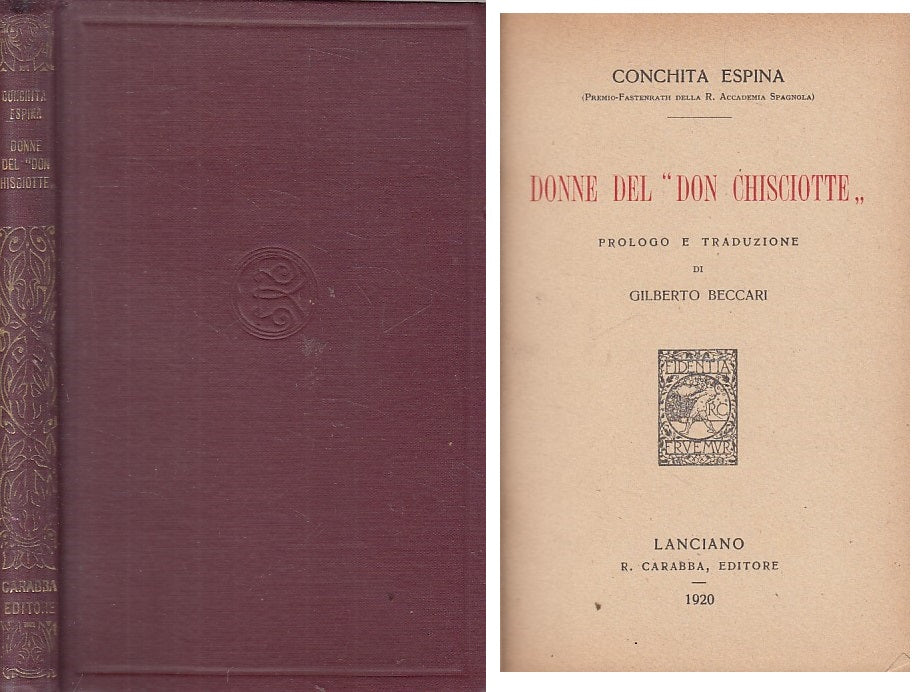 CONCHITA
ESPINA
DONNE
DEL "DON
CHISCIOTTE„
CARABBA
EDITORE
CONCHITA ESPINA
(PREMIO-FASTENRATH DELLA R. ACCADEMIA SPAGNOLA)
DONNE DEL “DON CHISCIOTTE„
PROLOGO E TRADUZIONE
DI
GILBERTO BECCARI
FIDENTIA
RC
ERVEMVR
LANCIANO
R. CARABBA, EDITORE
1920